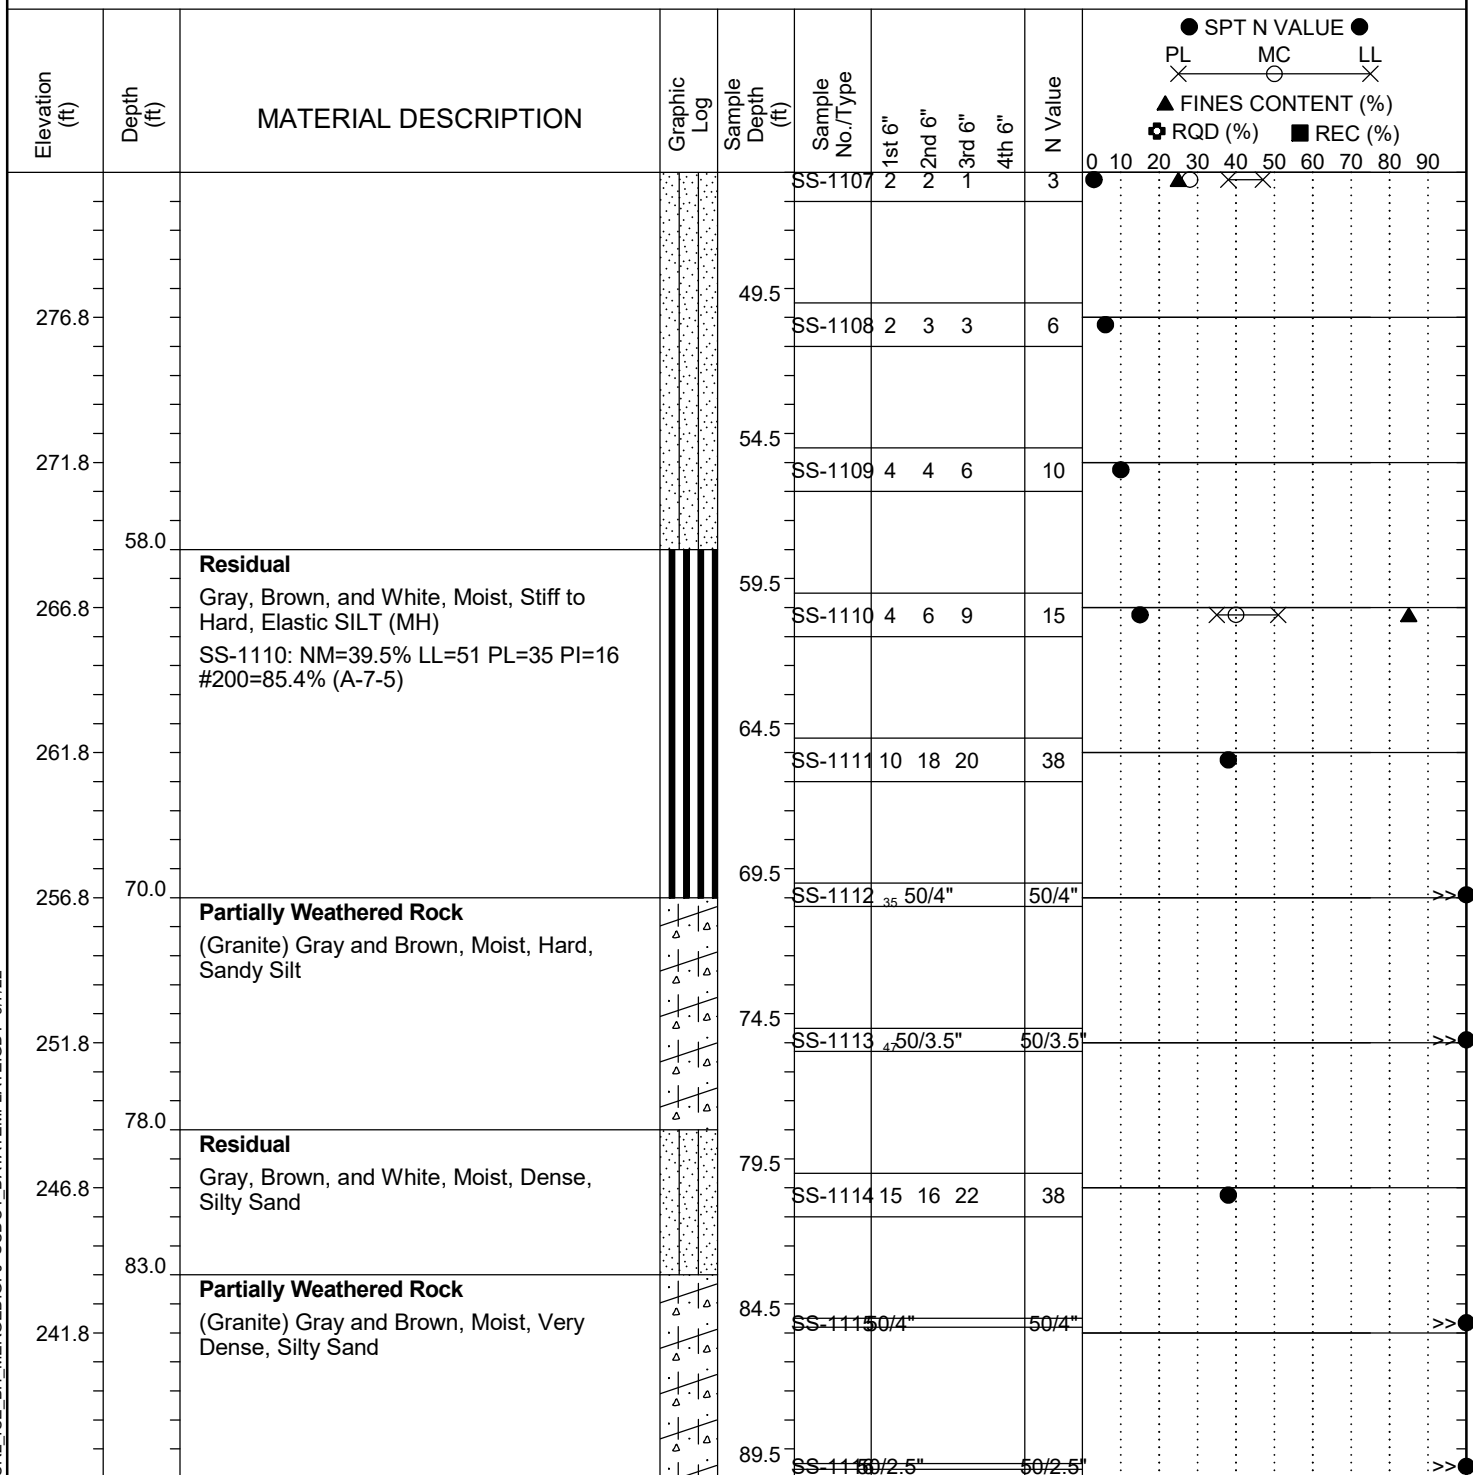 Elevation (ft)
Depth (ft)
MATERIAL DESCRIPTION
Graphic Log
Sample Depth (ft)
Sample No./Type
1st 6"
2nd 6"
3rd 6"
4th 6"
N Value
SPT N VALUE
PL MC LL
FINES CONTENT (%)
RQD (%) REC (%)
0 10 20 30 40 50 60 70 80 90
SS-1107 2 2 1 3
49.5
276.8 SS-1108 2 3 3 6
54.5
271.8 SS-1109 4 4 6 10
58.0
Residual
59.5
Gray, Brown, and White, Moist, Stiff to
266.8 Hard, Elastic SILT (MH) SS-1110 4 6 9 15
SS-1110: NM=39.5% LL=51 PL=35 PI=16
#200=85.4% (A-7-5)
64.5
261.8 SS-1111 10 18 20 38
70.0 69.5
256.8 SS-1112 35 50/4" 50/4" >>
Partially Weathered Rock
(Granite) Gray and Brown, Moist, Hard,
Sandy Silt
74.5
251.8 SS-1113 47 50/3.5" 50/3.5" >>
78.0
Residual
79.5
Gray, Brown, and White, Moist, Dense,
246.8 Silty Sand SS-1114 15 16 22 38
83.0
Partially Weathered Rock
84.5
(Granite) Gray and Brown, Moist, Very
241.8 SS-1115 50/4" 50/4" >>
Dense, Silty Sand
89.5
SS-1116 50/2.5" 50/2.5" >>